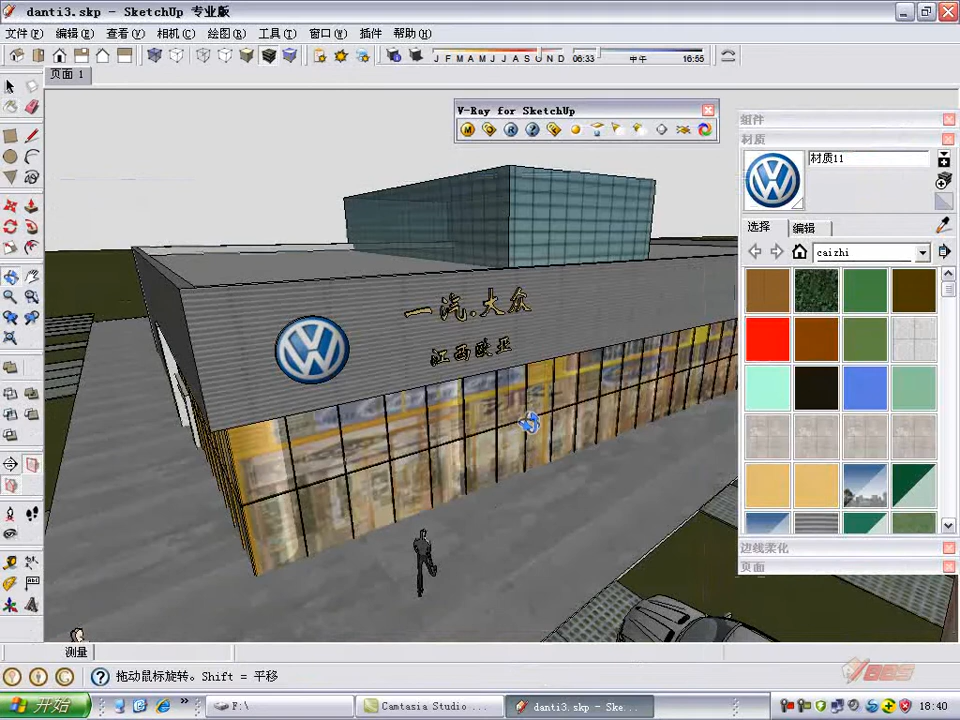 danti3.skp - SketchUp 专业版
文件(F) 编辑(E) 查看(V) 相机(C) 绘图(R) 工具(T) 窗口(W) 插件 帮助(H)
J F M A M J J A S O N D 06:33 中午 16:55
页面 1
V-Ray for SketchUp
组件
材质
材质11
选择 编辑
caizhi
一汽.大众
江西欧亚
边线柔化
页面
测量
拖动鼠标旋转。Shift = 平移
开始 F:\ Camtasia Studio ... danti3.skp - Ske... 18:40